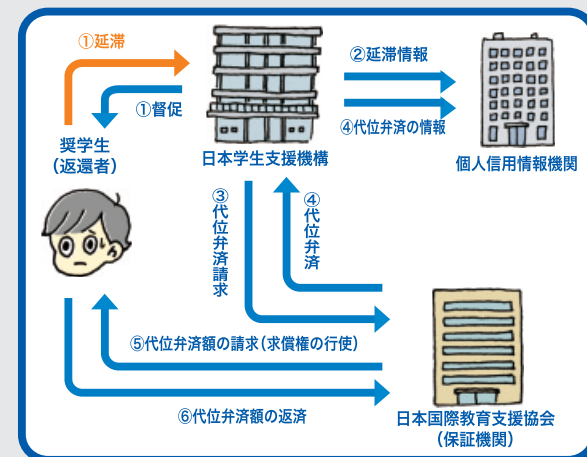 ①延滞
①督促
②延滞情報
④代位弁済の情報
奨学生
(返還者)
日本学生支援機構
個人信用情報機関
③代位弁済請求
④代位弁済
⑤代位弁済額の請求(求償権の行使)
⑥代位弁済額の返済
日本国際教育支援協会
(保証機関)